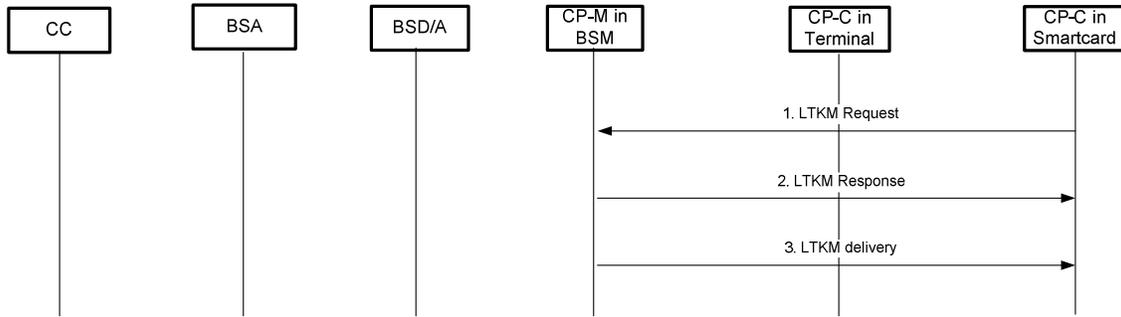 CC
BSA
BSD/A
CP-M in
BSM
CP-C in
Terminal
CP-C in
Smartcard
1. LTKM Request
2. LTKM Response
3. LTKM delivery